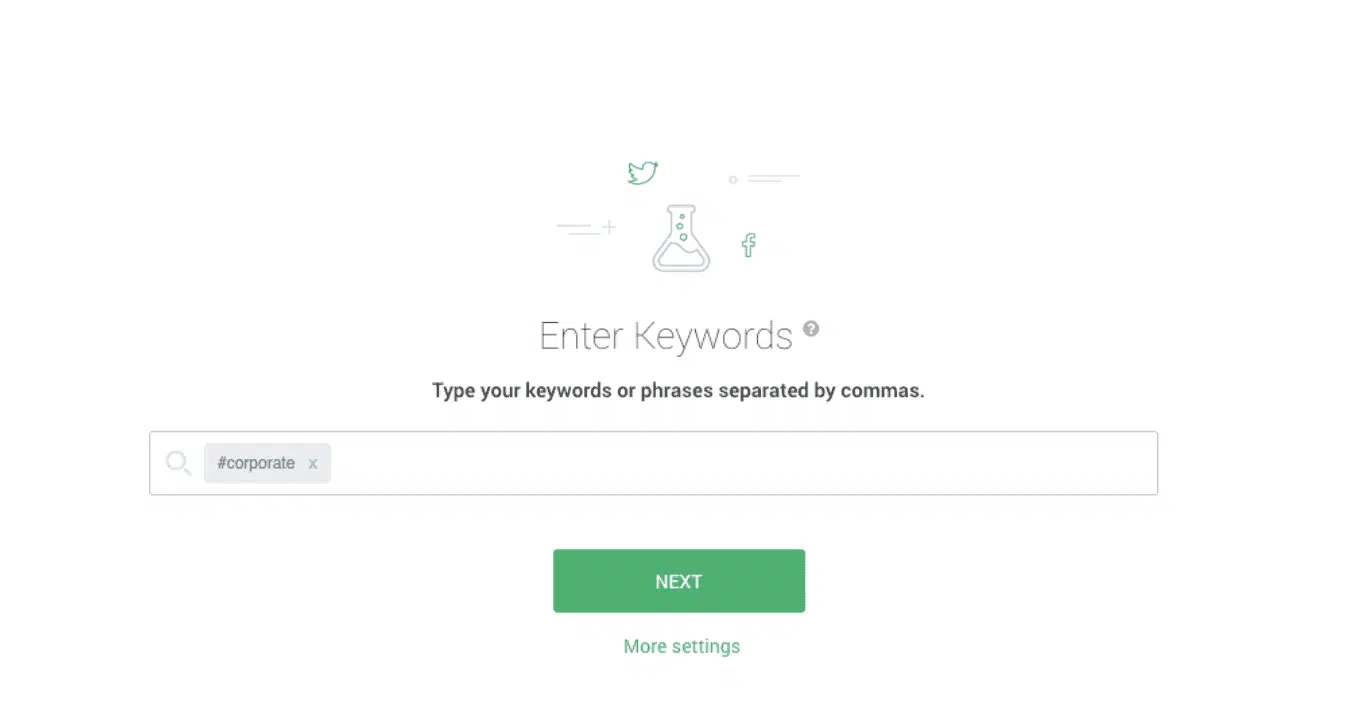 Enter Keywords ?
Type your keywords or phrases separated by commas.
#corporate x
NEXT
More settings